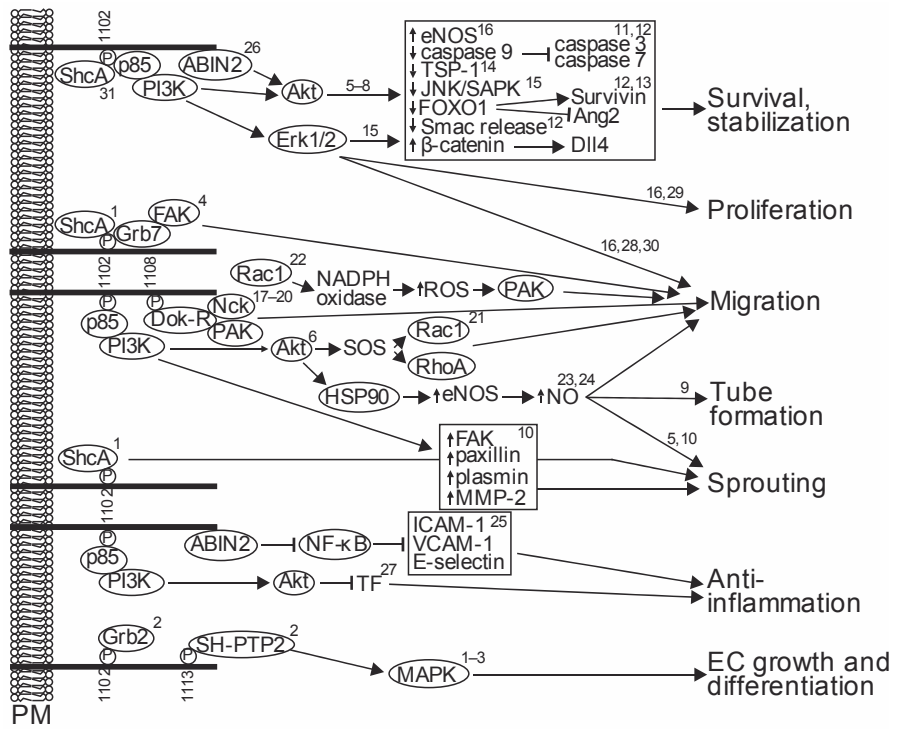 1102
P
ShcA
p85
ABIN2 26
31
PI3K
Akt
5–8
eNOS 16
caspase 9
caspase 3 11, 12
caspase 7
TSP-1 14
JNK/SAPK 15
FOXO1
Survivin 12, 13
Ang2
Smac release 12
β-catenin
Dll4
Survival,
stabilization
Erk1/2
15
16, 29
Proliferation
16, 28, 30
ShcA 1
Grb7
FAK 4
P
1102
1108
Rac1 22
NADPH
oxidase
ROS
PAK
Migration
P
P
p85
Dok-R
Nck 17–20
PAK
PI3K
Akt 6
SOS
Rac1 21
RhoA
HSP90
eNOS
NO 23, 24
9
Tube
formation
5, 10
ShcA 1
P
1102
FAK 10
paxillin
plasmin
MMP-2
Sprouting
P
p85
PI3K
ABIN2
NF-κB
ICAM-1 25
VCAM-1
E-selectin
Akt
TF 27
Anti-
inflammation
Grb2 2
P
P
SH-PTP2 2
1102
1113
MAPK 1–3
EC growth and
differentiation
PM